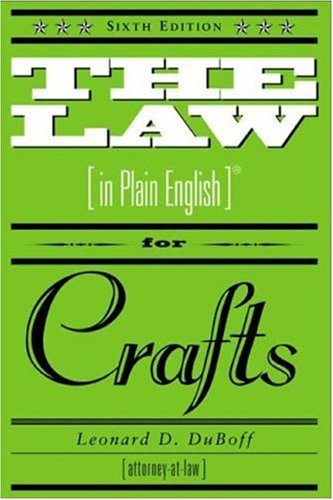 ★★★ SIXTH EDITION ★★★
THE
LAW
[in Plain English]®
for
Crafts
Leonard D. DuBoff
[attorney-at-law]